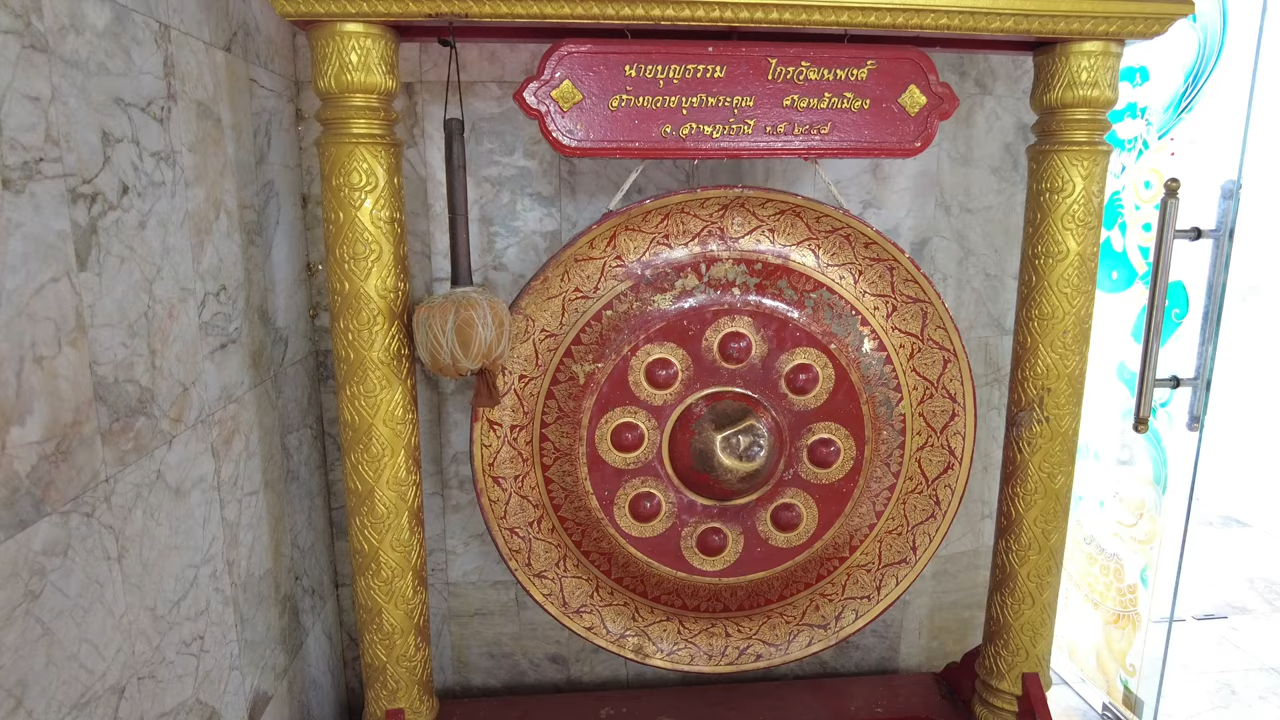 นายบุญธรรม ไกรวัฒนพงศ์
สร้างถวายบูชาพระคุณ ศาลหลักเมือง
จ.สุราษฎร์ธานี พ.ศ. ๒๕๔๗